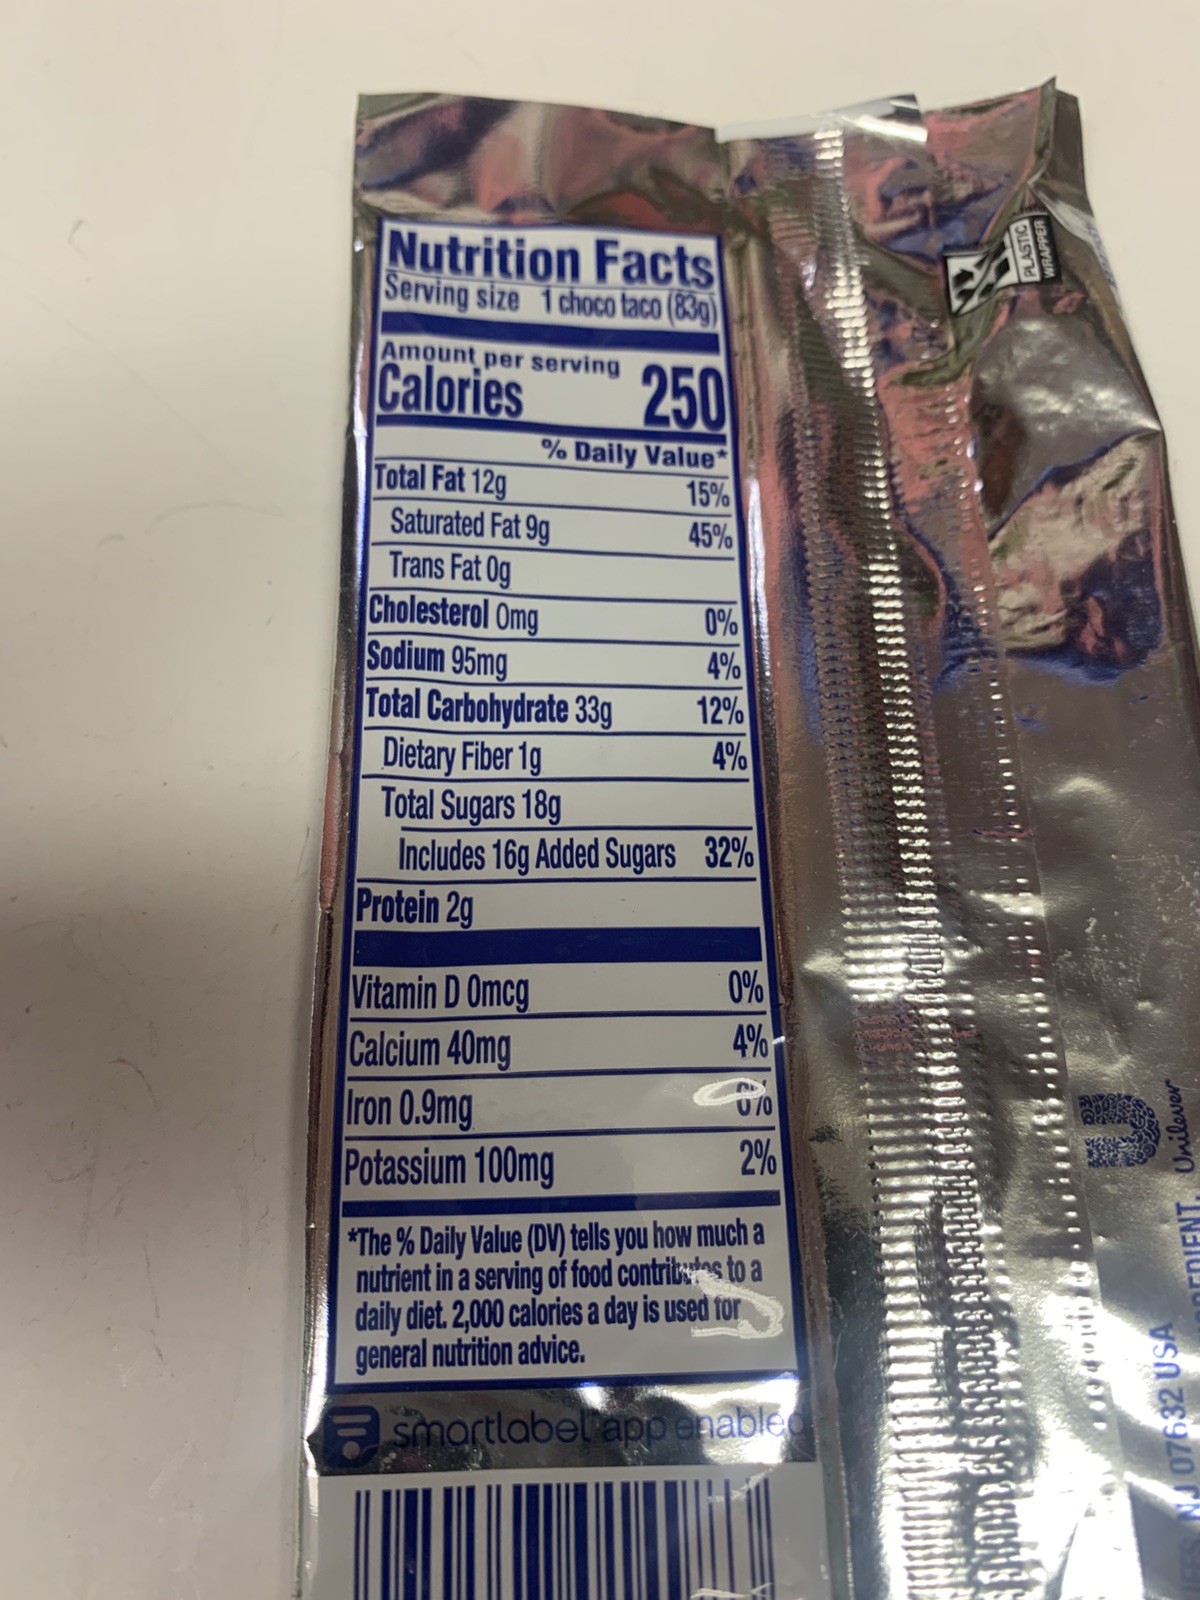 Nutrition Facts
Serving size 1 choco taco (83g)
Amount per serving
Calories 250
% Daily Value*
Total Fat 12g 15%
Saturated Fat 9g 45%
Trans Fat 0g
Cholesterol 0mg 0%
Sodium 95mg 4%
Total Carbohydrate 33g 12%
Dietary Fiber 1g 4%
Total Sugars 18g
Includes 16g Added Sugars 32%
Protein 2g
Vitamin D 0mcg 0%
Calcium 40mg 4%
Iron 0.9mg 6%
Potassium 100mg 2%
*The % Daily Value (DV) tells you how much a
nutrient in a serving of food contributes to a
daily diet. 2,000 calories a day is used for
general nutrition advice.
smartlabel app enabled
PLASTIC
WRAPPER
Unilever
NJ 07632 USA